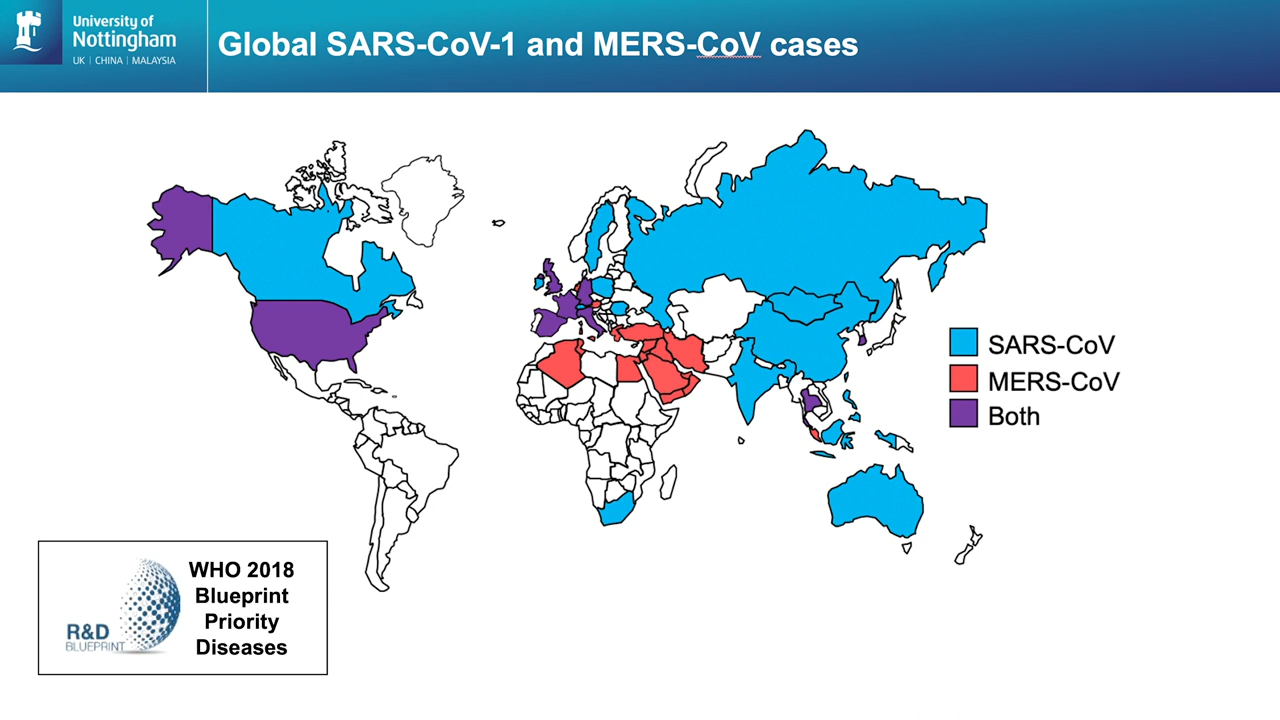 University of
Nottingham
UK | CHINA | MALAYSIA
Global SARS-CoV-1 and MERS-CoV cases
SARS-CoV
MERS-CoV
Both
R&D
BLUEPRINT
WHO 2018
Blueprint
Priority
Diseases